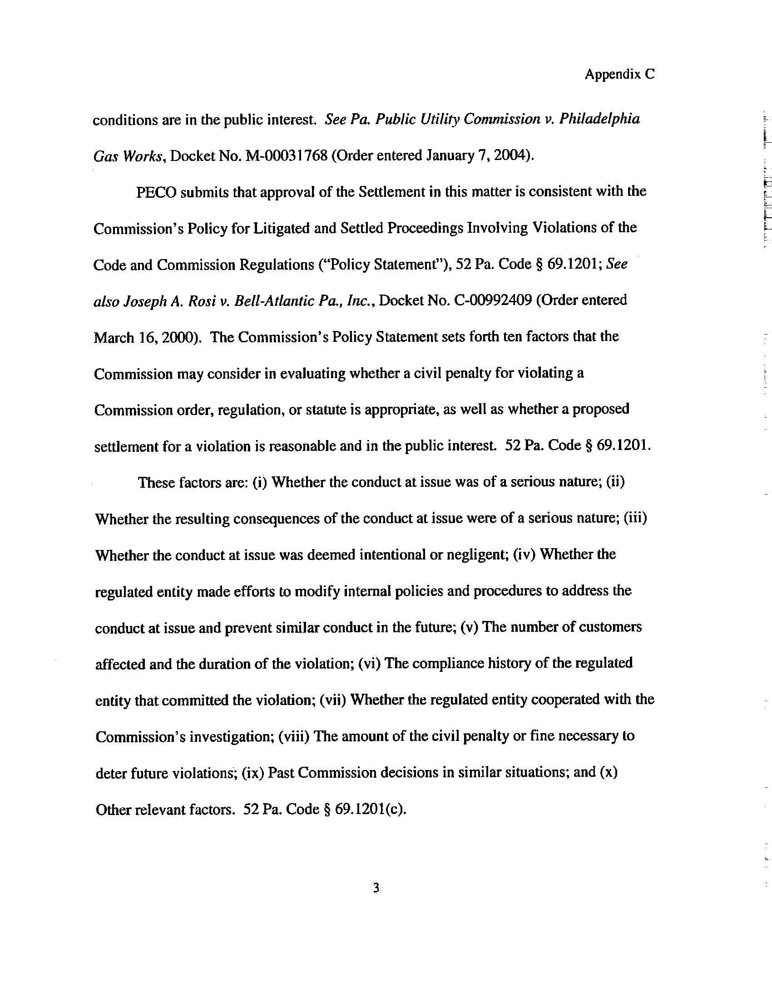 Appendix C
conditions are in the public interest. See Pa. Public Utility Commission v. Philadelphia
Gas Works, Docket No. M-00031768 (Order entered January 7, 2004).
PECO submits that approval of the Settlement in this matter is consistent with the
Commission's Policy for Litigated and Settled Proceedings Involving Violations of the
Code and Commission Regulations (“Policy Statement”), 52 Pa. Code § 69.1201; See
also Joseph A. Rosi v. Bell-Atlantic Pa., Inc., Docket No. C-00992409 (Order entered
March 16, 2000). The Commission's Policy Statement sets forth ten factors that the
Commission may consider in evaluating whether a civil penalty for violating a
Commission order, regulation, or statute is appropriate, as well as whether a proposed
settlement for a violation is reasonable and in the public interest. 52 Pa. Code § 69.1201.
These factors are: (i) Whether the conduct at issue was of a serious nature; (ii)
Whether the resulting consequences of the conduct at issue were of a serious nature; (iii)
Whether the conduct at issue was deemed intentional or negligent; (iv) Whether the
regulated entity made efforts to modify internal policies and procedures to address the
conduct at issue and prevent similar conduct in the future; (v) The number of customers
affected and the duration of the violation; (vi) The compliance history of the regulated
entity that committed the violation; (vii) Whether the regulated entity cooperated with the
Commission's investigation; (viii) The amount of the civil penalty or fine necessary to
deter future violations; (ix) Past Commission decisions in similar situations; and (x)
Other relevant factors. 52 Pa. Code § 69.1201(c).
3